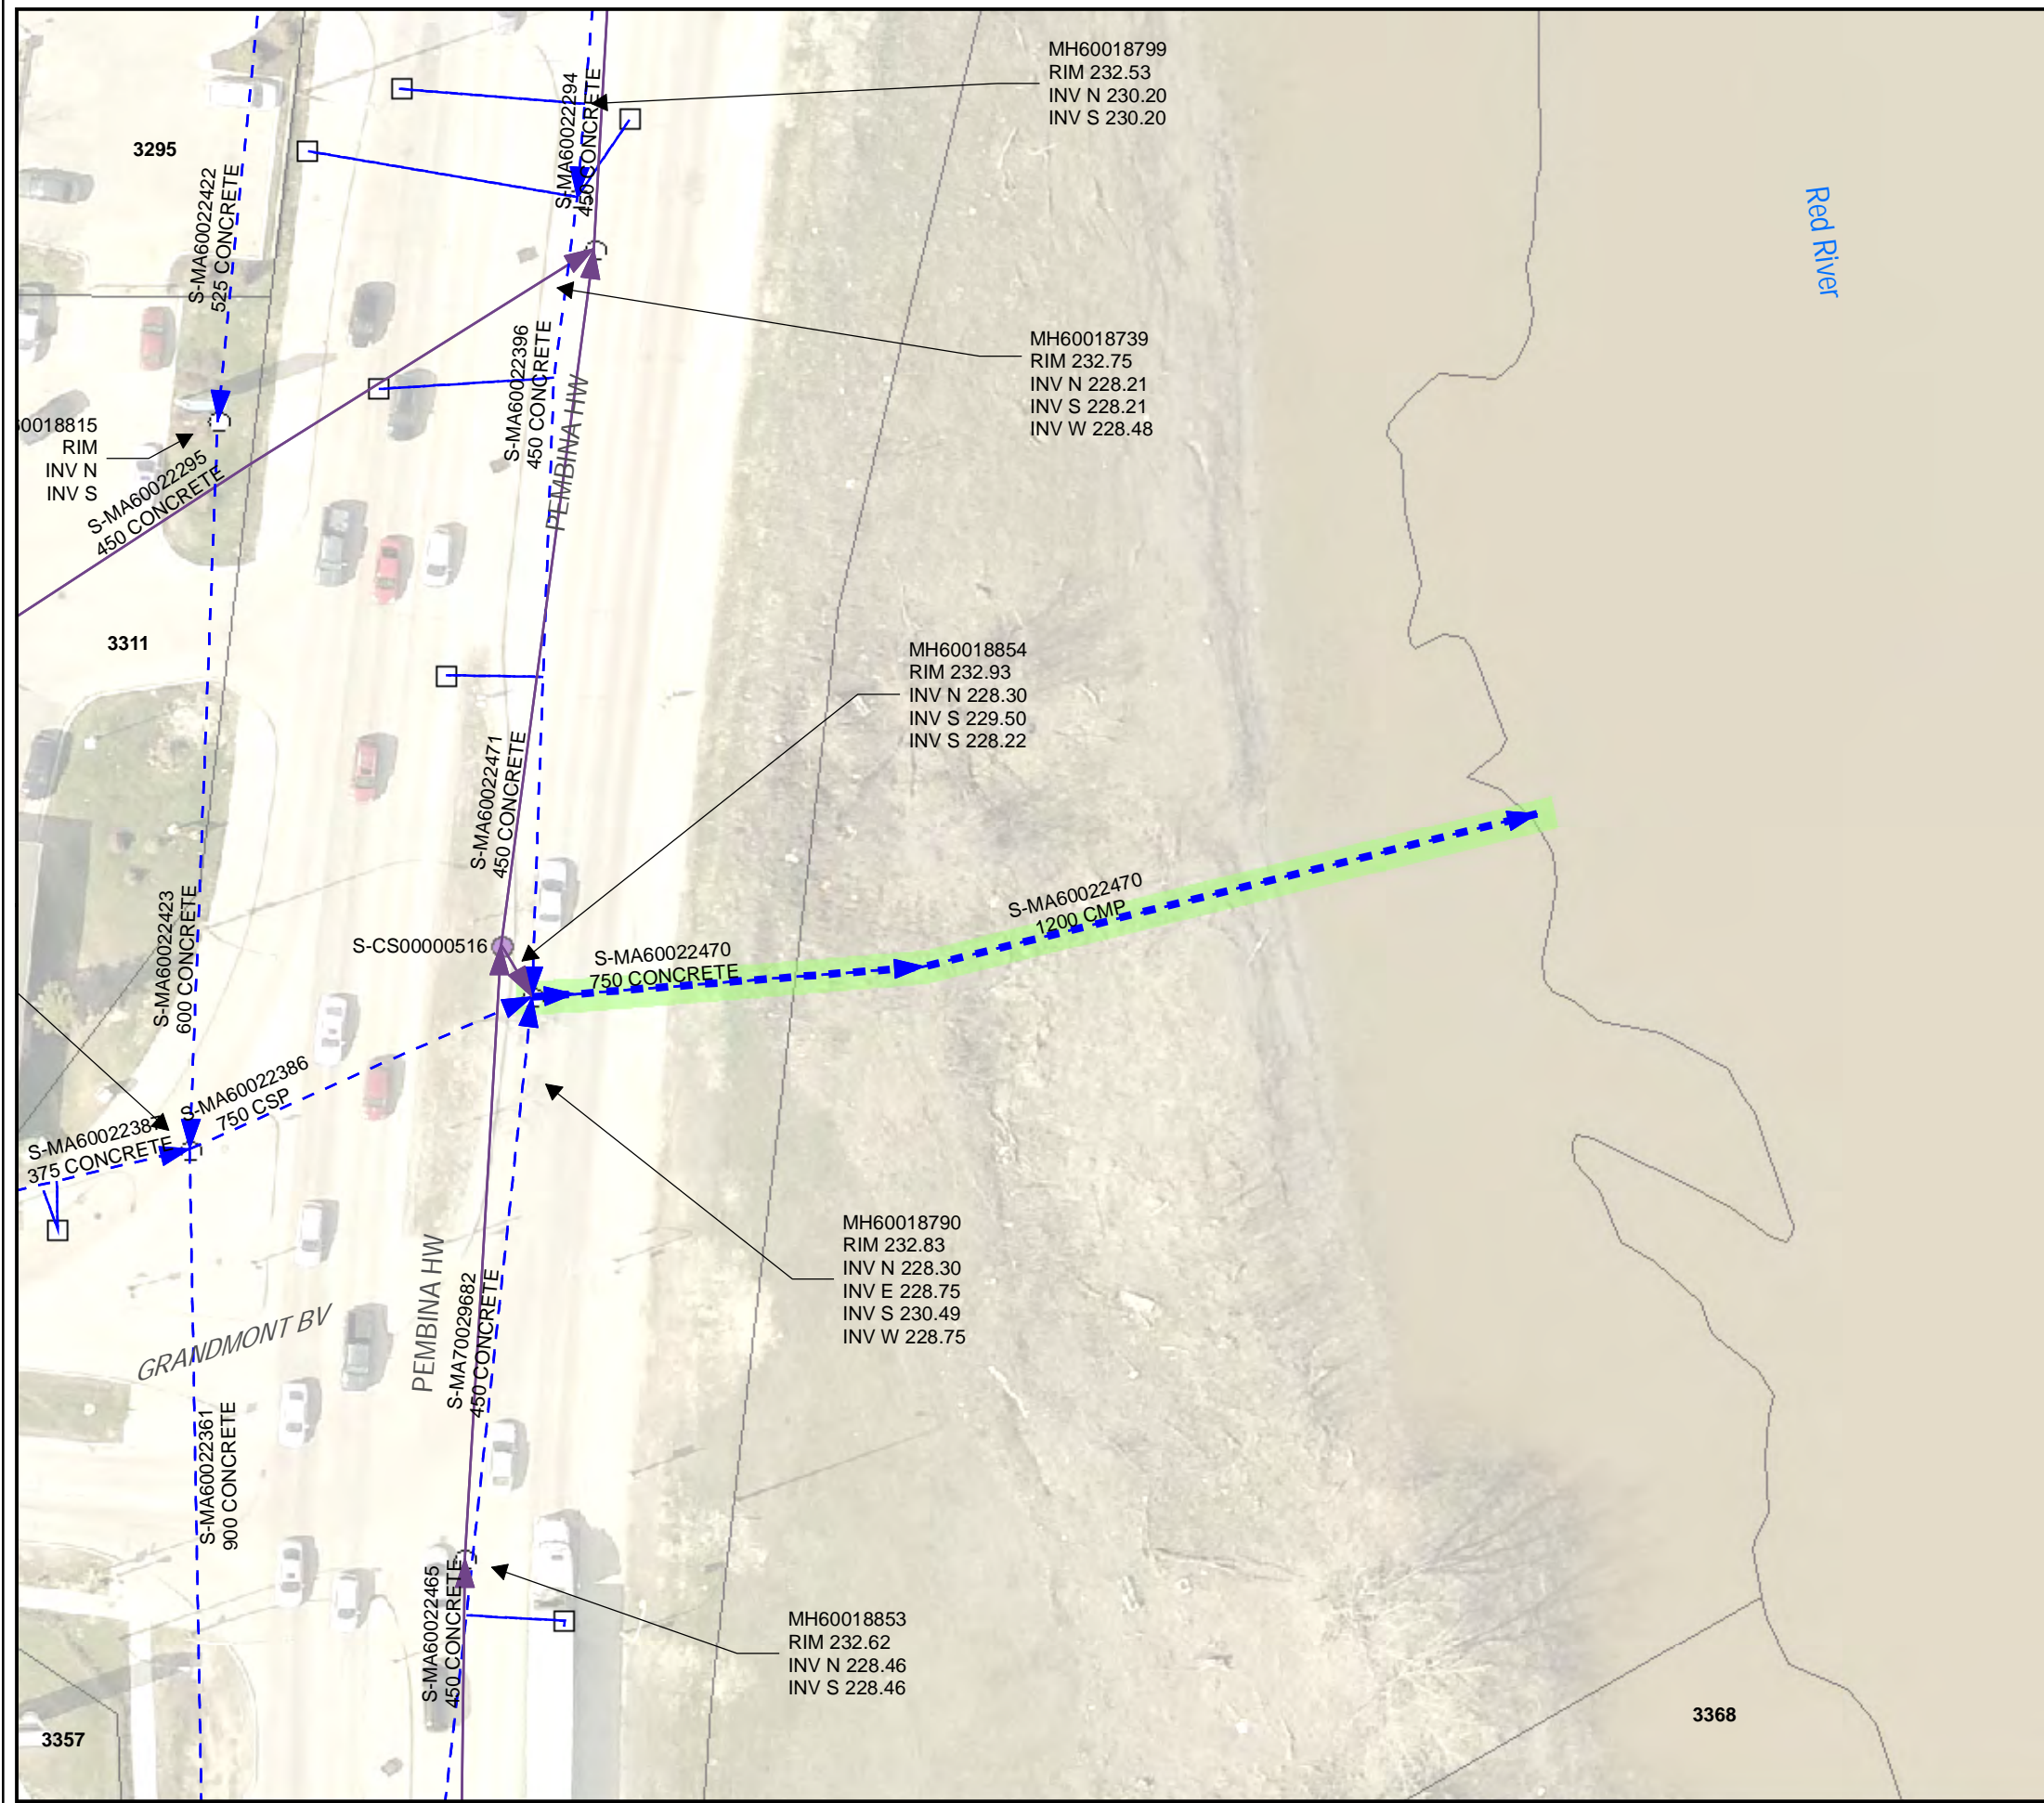 MH60018799
RIM 232.53
INV N 230.20
INV S 230.20
S-MA60022294
450 CONCRETE
3295
S-MA60022422
525 CONCRETE
Red River
MH60018739
RIM 232.75
INV N 228.21
INV S 228.21
INV W 228.48
S-MA60022396
450 CONCRETE
PEMBINA HW
0018815
RIM
INV N
INV S
S-MA60022295
450 CONCRETE
3311
MH60018854
RIM 232.93
INV N 228.30
INV S 229.50
INV S 228.22
S-MA60022471
450 CONCRETE
S-MA60022470
1200 CMP
S-CS00000516
S-MA60022470
750 CONCRETE
S-MA60022423
600 CONCRETE
S-MA60022386
750 CSP
S-MA60022387
375 CONCRETE
MH60018790
RIM 232.83
INV N 228.30
INV E 228.75
INV S 230.49
INV W 228.75
PEMBINA HW
S-MA70029682
450 CONCRETE
GRANDMONT BV
S-MA60022361
900 CONCRETE
S-MA60022465
450 CONCRETE
MH60018853
RIM 232.62
INV N 228.46
INV S 228.46
3357
3368